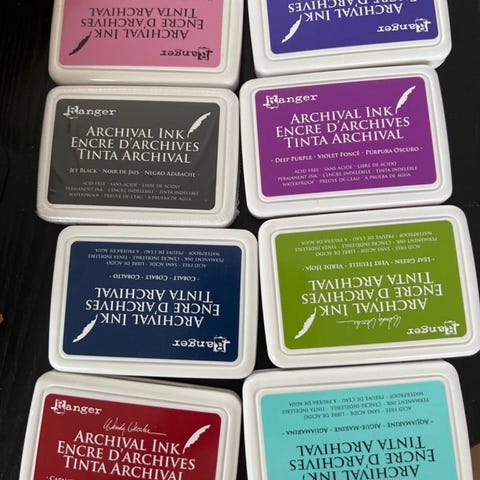 Ranger
ARCHIVAL INK
ENCRE D'ARCHIVES
TINTA ARCHIVAL
Ranger
ARCHIVAL INK
ENCRE D'ARCHIVES
Ranger
ARCHIVAL INK
ENCRE D'ARCHIVES
TINTA ARCHIVAL
· JET BLACK · NOIR DE JAIS · NEGRO AZABACHE ·
ACID FREE · SANS ACIDE · LIBRE DE ÁCIDO
PERMANENT INK · L'ENCRE INDÉLÉBILE · TINTA INDELEBLE
WATERPROOF · PREUVE DE L'EAU · A PRUEBA DE AGUA
Ranger
ARCHIVAL INK
ENCRE D'ARCHIVES
TINTA ARCHIVAL
· DEEP PURPLE · VIOLET FONCÉ · PÚRPURA OSCURO ·
ACID FREE · SANS ACIDE · LIBRE DE ÁCIDO
PERMANENT INK · L'ENCRE INDÉLÉBILE · TINTA INDELEBLE
WATERPROOF · PREUVE DE L'EAU · A PRUEBA DE AGUA
Ranger
ARCHIVAL INK
ENCRE D'ARCHIVES
TINTA ARCHIVAL
· COBALT · COBALT · COBALTO ·
ACID FREE · SANS ACIDE · LIBRE DE ÁCIDO
PERMANENT INK · L'ENCRE INDÉLÉBILE · TINTA INDELEBLE
WATERPROOF · PREUVE DE L'EAU · A PRUEBA DE AGUA
Ranger
Wendy Vecchi
ARCHIVAL INK
ENCRE D'ARCHIVES
TINTA ARCHIVAL
· LEAF GREEN · VERT FEUILLE · VERDE HOJA ·
ACID FREE · SANS ACIDE · LIBRE DE ÁCIDO
PERMANENT INK · L'ENCRE INDÉLÉBILE · TINTA INDELEBLE
WATERPROOF · PREUVE DE L'EAU · A PRUEBA DE AGUA
Ranger
Wendy Vecchi
ARCHIVAL INK
ENCRE D'ARCHIVES
TINTA ARCHIVAL
ARCHIVAL INK
ENCRE D'ARCHIVES
TINTA ARCHIVAL
· AQUAMARINE · AIGUE-MARINE · AQUAMARINA ·
ACID FREE · SANS ACIDE · LIBRE DE ÁCIDO
PERMANENT INK · L'ENCRE INDÉLÉBILE · TINTA INDELEBLE
WATERPROOF · PREUVE DE L'EAU · A PRUEBA DE AGUA